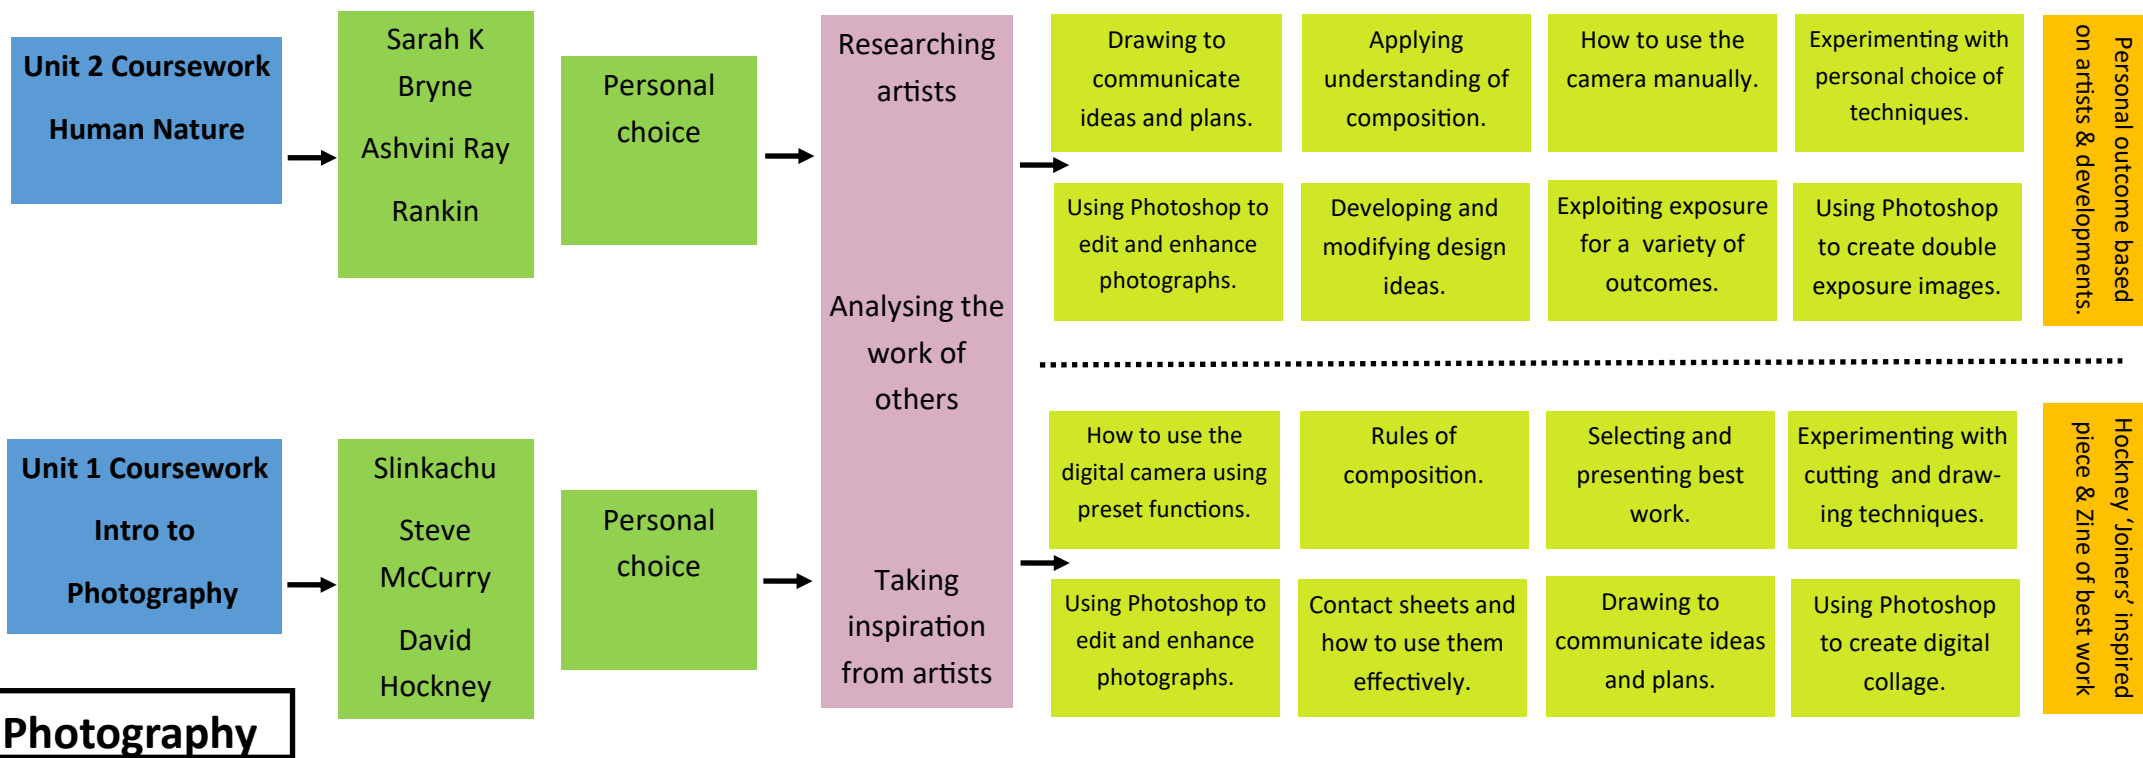 Unit 2 Coursework
Human Nature
Sarah K
Bryne
Ashvini Ray
Rankin
Personal
choice
Researching
artists
Analysing the
work of
others
Taking
inspiration
from artists
Drawing to
communicate
ideas and plans.
Applying
understanding of
composition.
How to use the
camera manually.
Experimenting with
personal choice of
techniques.
Using Photoshop to
edit and enhance
photographs.
Developing and
modifying design
ideas.
Exploiting exposure
for a variety of
outcomes.
Using Photoshop
to create double
exposure images.
Personal outcome based
on artists & developments.
Unit 1 Coursework
Intro to
Photography
Slinkachu
Steve
McCurry
David
Hockney
Personal
choice
How to use the
digital camera using
preset functions.
Rules of
composition.
Selecting and
presenting best
work.
Experimenting with
cutting and draw-
ing techniques.
Using Photoshop to
edit and enhance
photographs.
Contact sheets and
how to use them
effectively.
Drawing to
communicate ideas
and plans.
Using Photoshop
to create digital
collage.
Hockney ‘Joiners’ inspired
piece & Zine of best work
Photography